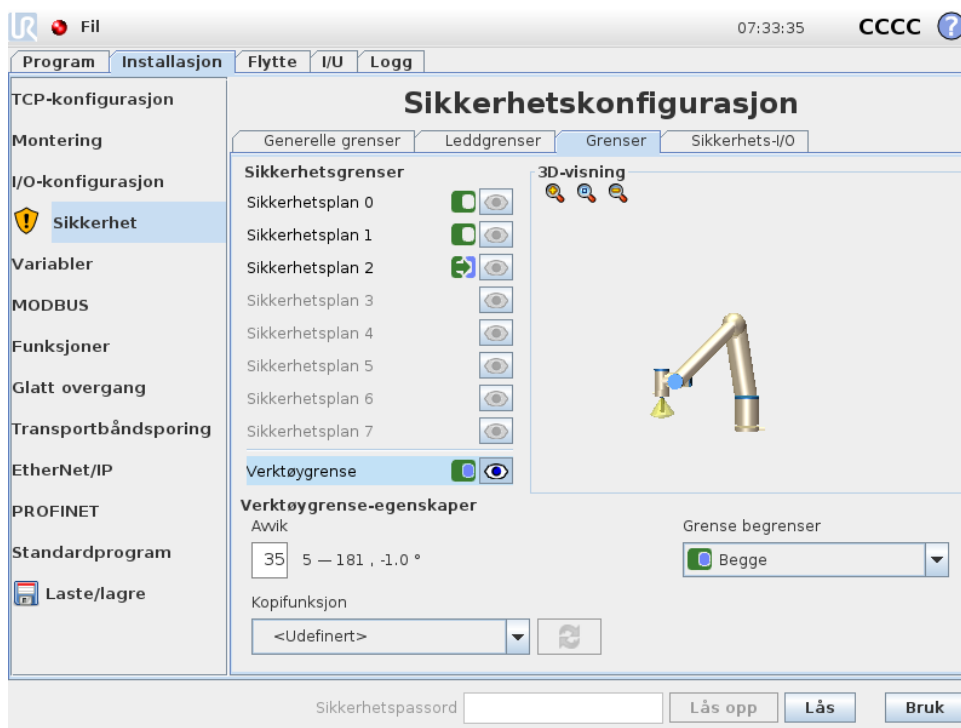 UR Fil 07:33:35 CCCC ?
Program Installasjon Flytte I/U Logg
TCP-konfigurasjon
Montering
I/O-konfigurasjon
Sikkerhet
Variabler
MODBUS
Funksjoner
Glatt overgang
Transportbåndsporing
EtherNet/IP
PROFINET
Standardprogram
Laste/lagre
Sikkerhetskonfigurasjon
Generelle grenser Leddgrenser Grenser Sikkerhets-I/O
Sikkerhetsgrenser
Sikkerhetsplan 0
Sikkerhetsplan 1
Sikkerhetsplan 2
Sikkerhetsplan 3
Sikkerhetsplan 4
Sikkerhetsplan 5
Sikkerhetsplan 6
Sikkerhetsplan 7
Verktøygrense
3D-visning
Verktøygrense-egenskaper
Avvik
35 5 — 181 , -1.0 °
Grense begrenser
Begge
Kopifunksjon
<Udefinert>
Sikkerhetspassord Lås opp Lås Bruk